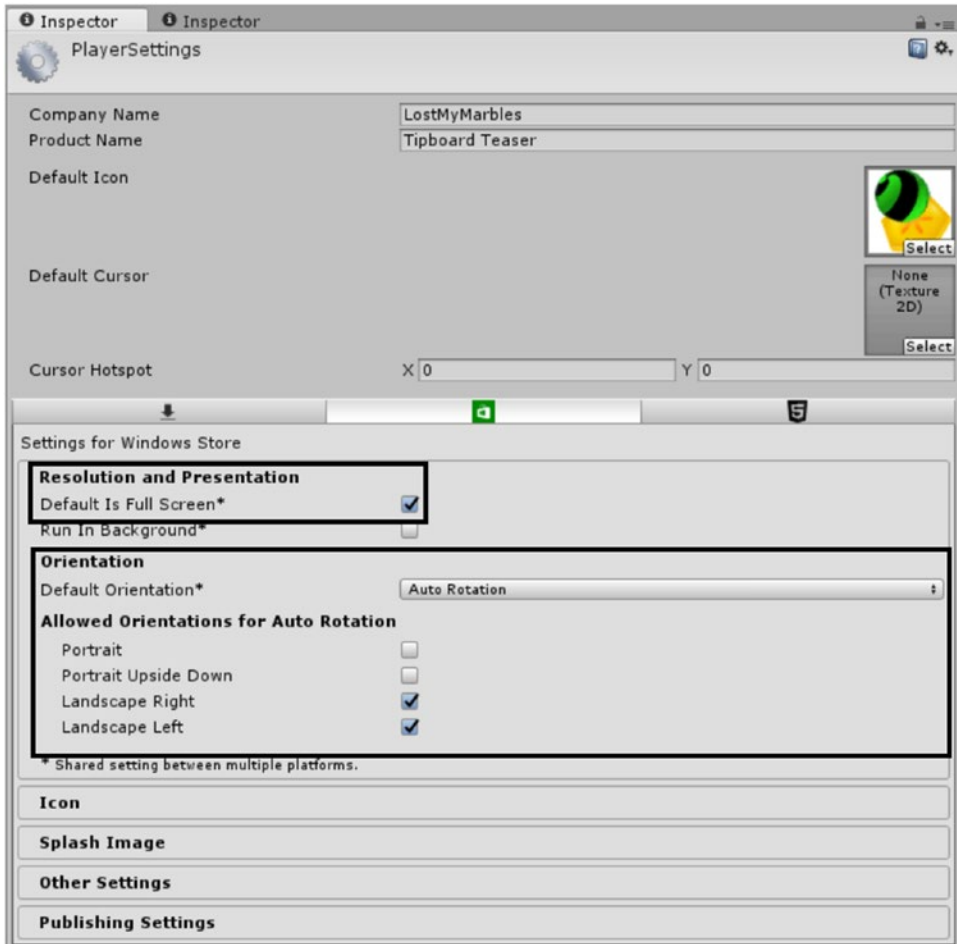 Inspector Inspector
PlayerSettings
Company Name LostMyMarbles
Product Name Tipboard Teaser
Default Icon
Select
Default Cursor None
(Texture
2D)
Select
Cursor Hotspot X 0 Y 0
Settings for Windows Store
Resolution and Presentation
Default Is Full Screen*
Run In Background*
Orientation
Default Orientation* Auto Rotation
Allowed Orientations for Auto Rotation
Portrait
Portrait Upside Down
Landscape Right
Landscape Left
* Shared setting between multiple platforms.
Icon
Splash Image
Other Settings
Publishing Settings